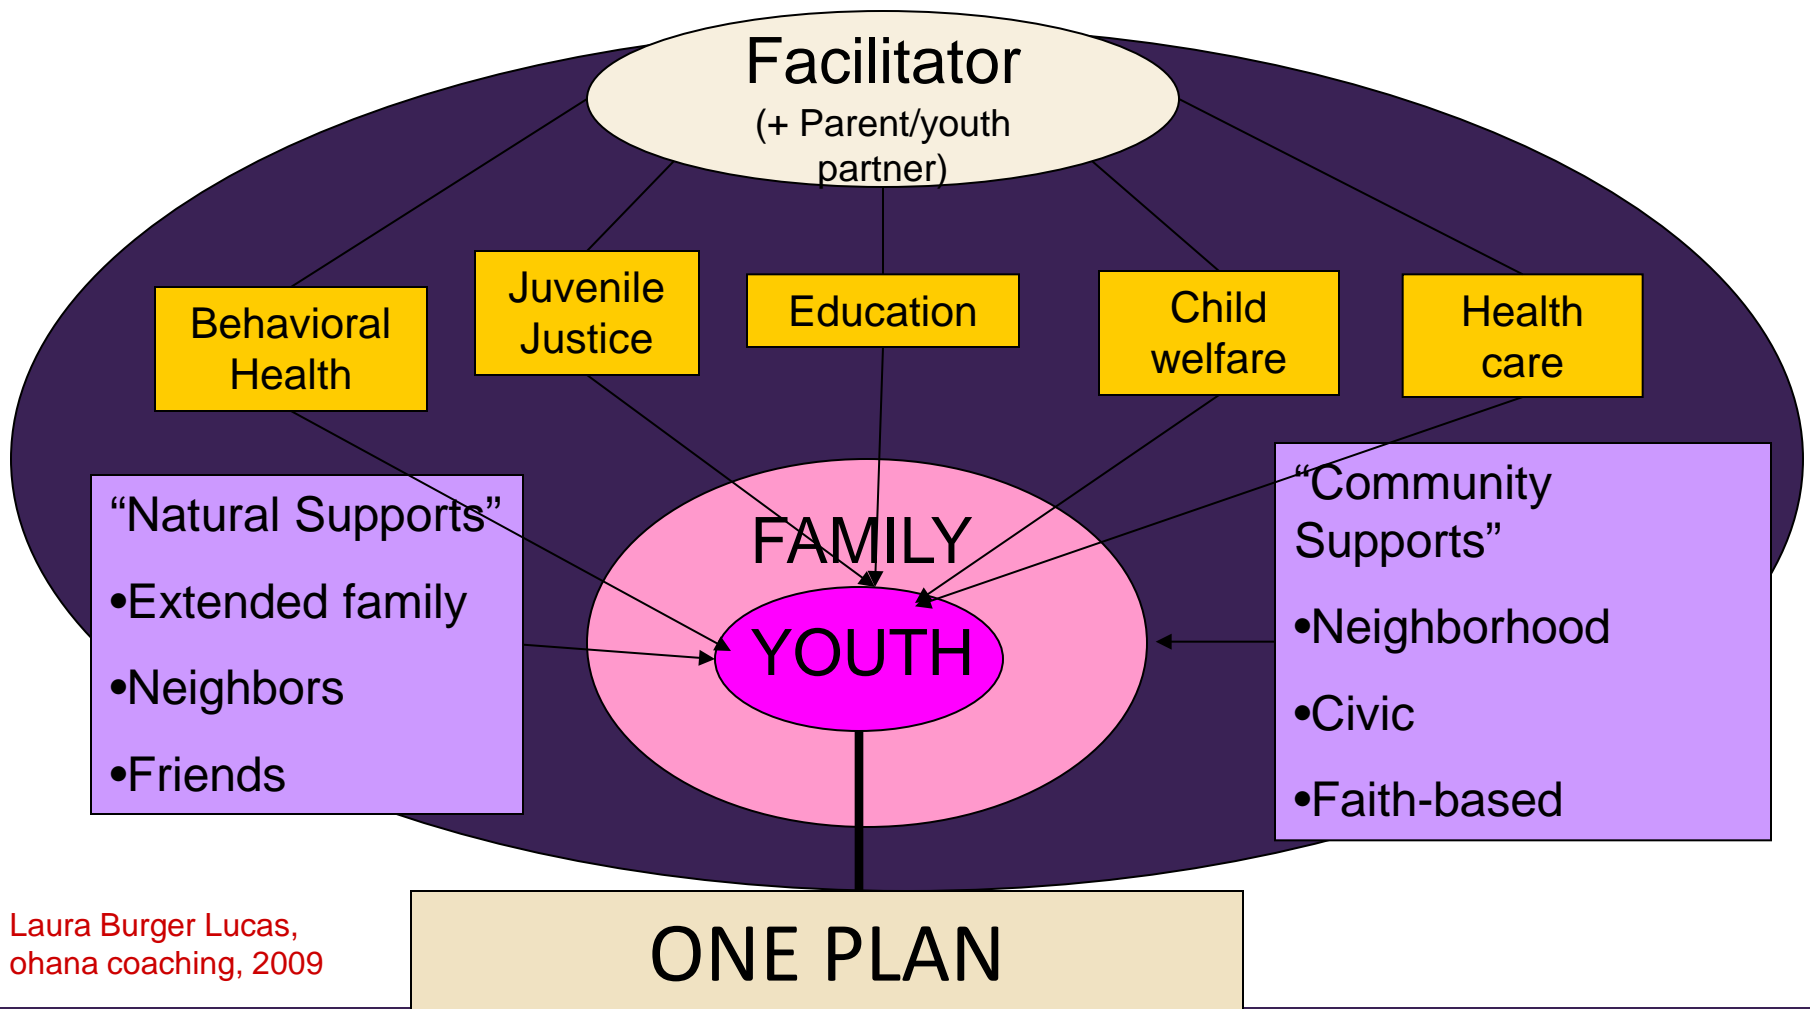 Facilitator
(+ Parent/youth
partner)
Behavioral
Health
Juvenile
Justice
Education
Child
welfare
Health
care
“Natural Supports”
•Extended family
•Neighbors
•Friends
FAMILY
YOUTH
“Community
Supports”
•Neighborhood
•Civic
•Faith-based
Laura Burger Lucas,
ohana coaching, 2009
ONE PLAN